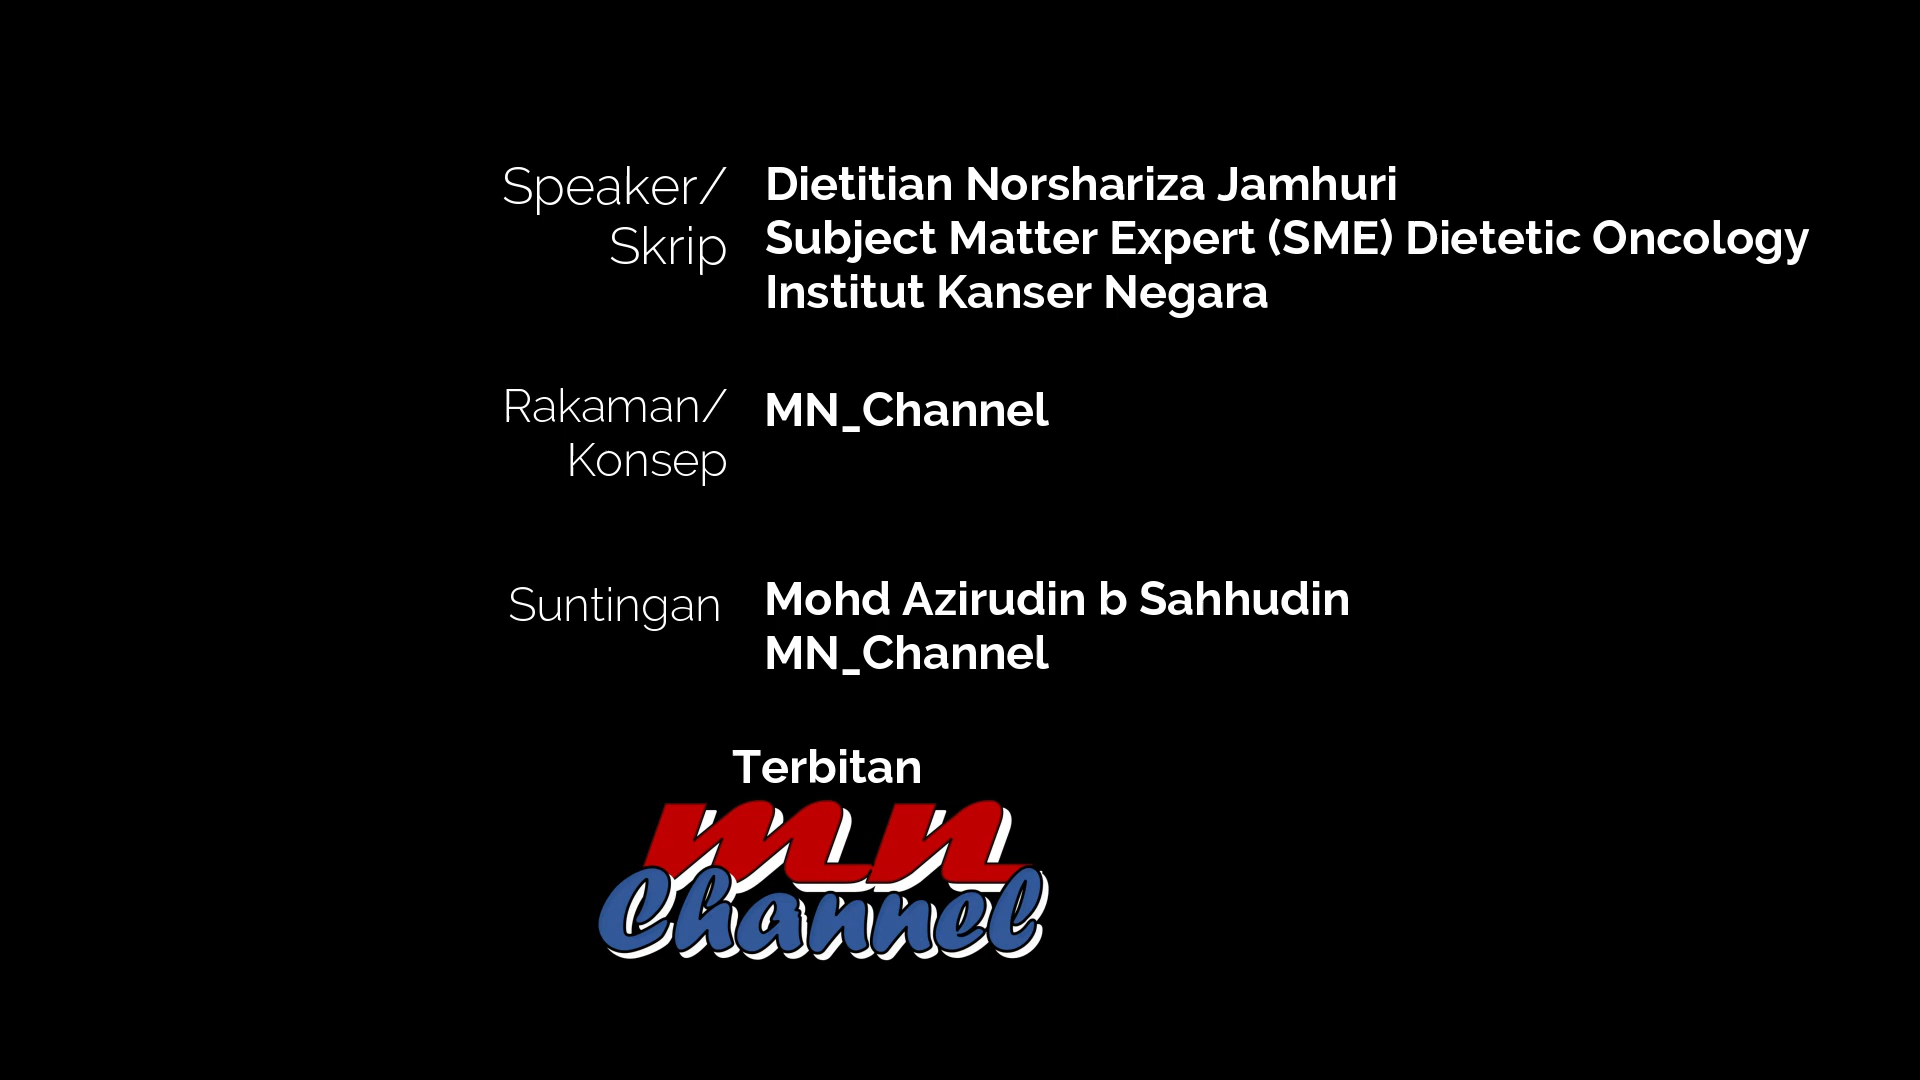 Speaker/
Skrip
Dietitian Norshariza Jamhuri
Subject Matter Expert (SME) Dietetic Oncology
Institut Kanser Negara
Rakaman/
Konsep
MN_Channel
Suntingan
Mohd Azirudin b Sahhudin
MN_Channel
Terbitan
mn
Channel